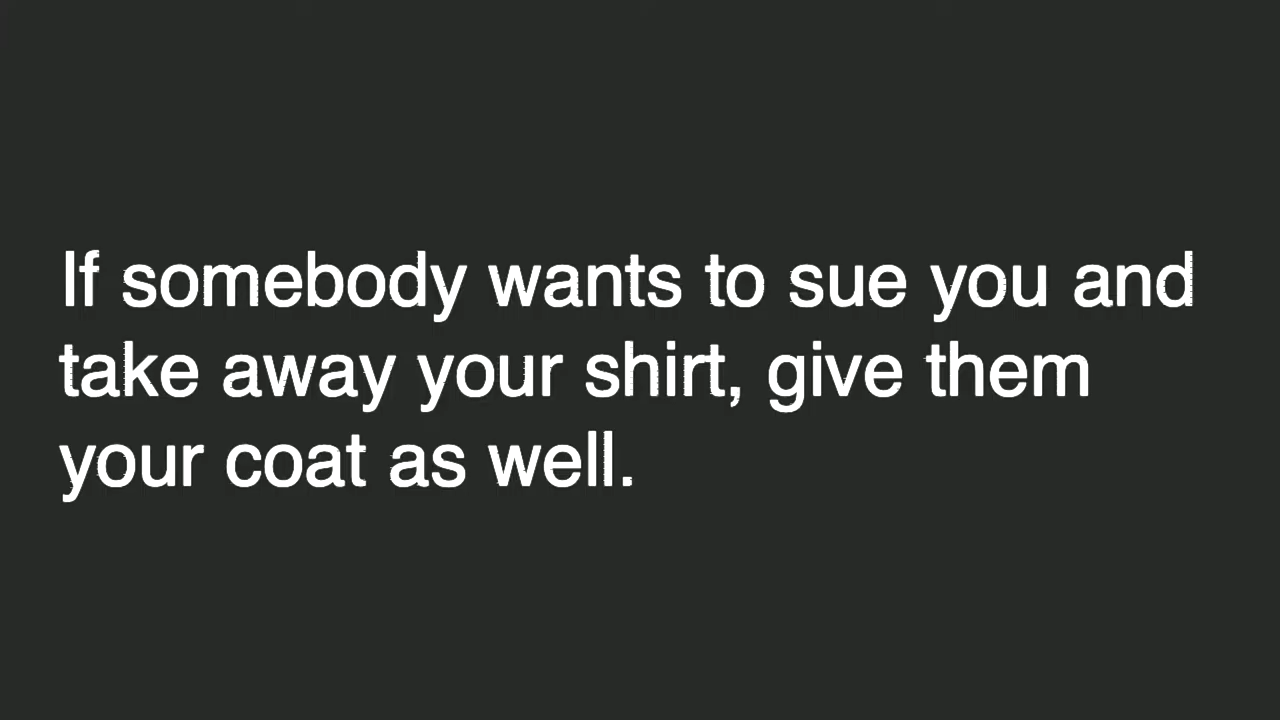 If somebody wants to sue you and
take away your shirt, give them
your coat as well.